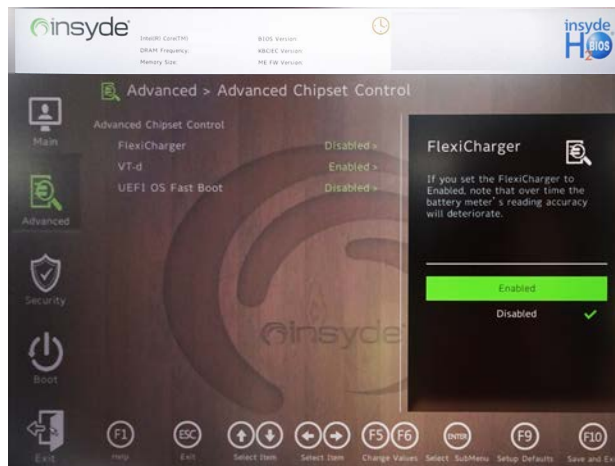 insyde
Intel(R) Core(TM)
DRAM Frequency:
Memory Size:
BIOS Version:
KBC/EC Version:
ME FW Version:
insyde
H2O BIOS
Advanced > Advanced Chipset Control
Main
Advanced
Security
Boot
Exit
Advanced Chipset Control
FlexiCharger Disabled »
VT-d Enabled »
UEFI OS Fast Boot Disabled »
insyde
FlexiCharger
If you set the FlexiCharger to
Enabled, note that over time the
battery meter's reading accuracy
will deteriorate.
Enabled
Disabled
F1
Help
ESC
Exit
Select Item
Select Item
F5 F6
Change Values
ENTER
Select SubMenu
F9
Setup Defaults
F10
Save and Ex